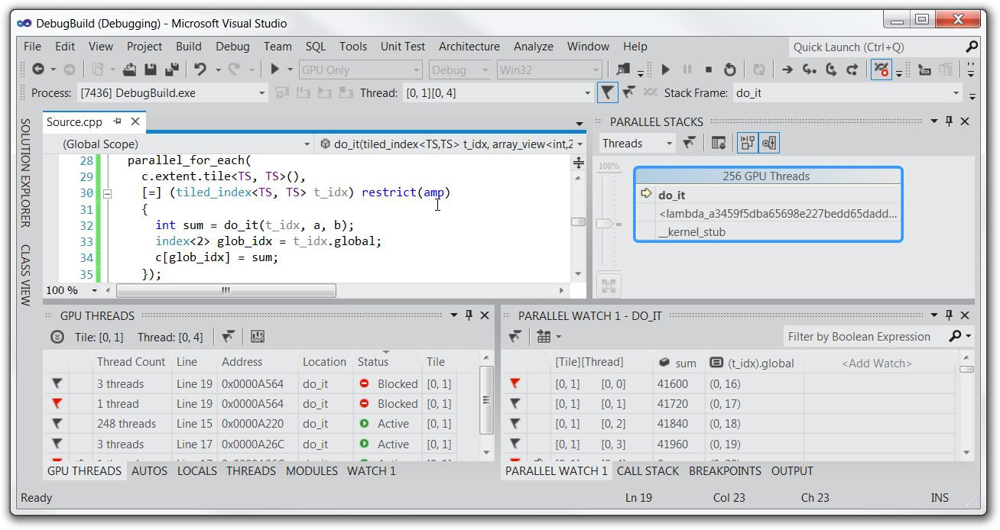 DebugBuild (Debugging) - Microsoft Visual Studio
File Edit View Project Build Debug Team SQL Tools Unit Test Architecture Analyze Window Help Quick Launch (Ctrl+Q)
GPU Only Debug Win32
Process: [7436] DebugBuild.exe Thread: [0, 1][0, 4] Stack Frame: do_it
SOLUTION EXPLORER
CLASS VIEW
Source.cpp
(Global Scope) do_it(tiled_index<TS,TS> t_idx, array_view<int,2
28 parallel_for_each(
29 c.extent.tile<TS, TS>(),
30 [=] (tiled_index<TS, TS> t_idx) restrict(amp)
31 {
32 int sum = do_it(t_idx, a, b);
33 index<2> glob_idx = t_idx.global;
34 c[glob_idx] = sum;
35 });
100 %
PARALLEL STACKS
Threads
100%
256 GPU Threads
do_it
<lambda_a3459f5dba65698e227bedd65dadd...
__kernel_stub
GPU THREADS
Tile: [0, 1] Thread: [0, 4]
Thread Count Line Address Location Status Tile
3 threads Line 19 0x0000A564 do_it Blocked [0, 1]
1 thread Line 19 0x0000A564 do_it Blocked [0, 1]
248 threads Line 15 0x0000A220 do_it Active [0, 1]
3 threads Line 17 0x0000A26C do_it Active [0, 1]
GPU THREADS AUTOS LOCALS THREADS MODULES WATCH 1
PARALLEL WATCH 1 - DO_IT
Filter by Boolean Expression
[Tile][Thread] sum (t_idx).global <Add Watch>
[0, 1] [0, 0] 41600 (0, 16)
[0, 1] [0, 1] 41720 (0, 17)
[0, 1] [0, 2] 41840 (0, 18)
[0, 1] [0, 3] 41960 (0, 19)
PARALLEL WATCH 1 CALL STACK BREAKPOINTS OUTPUT
Ready Ln 19 Col 23 Ch 23 INS